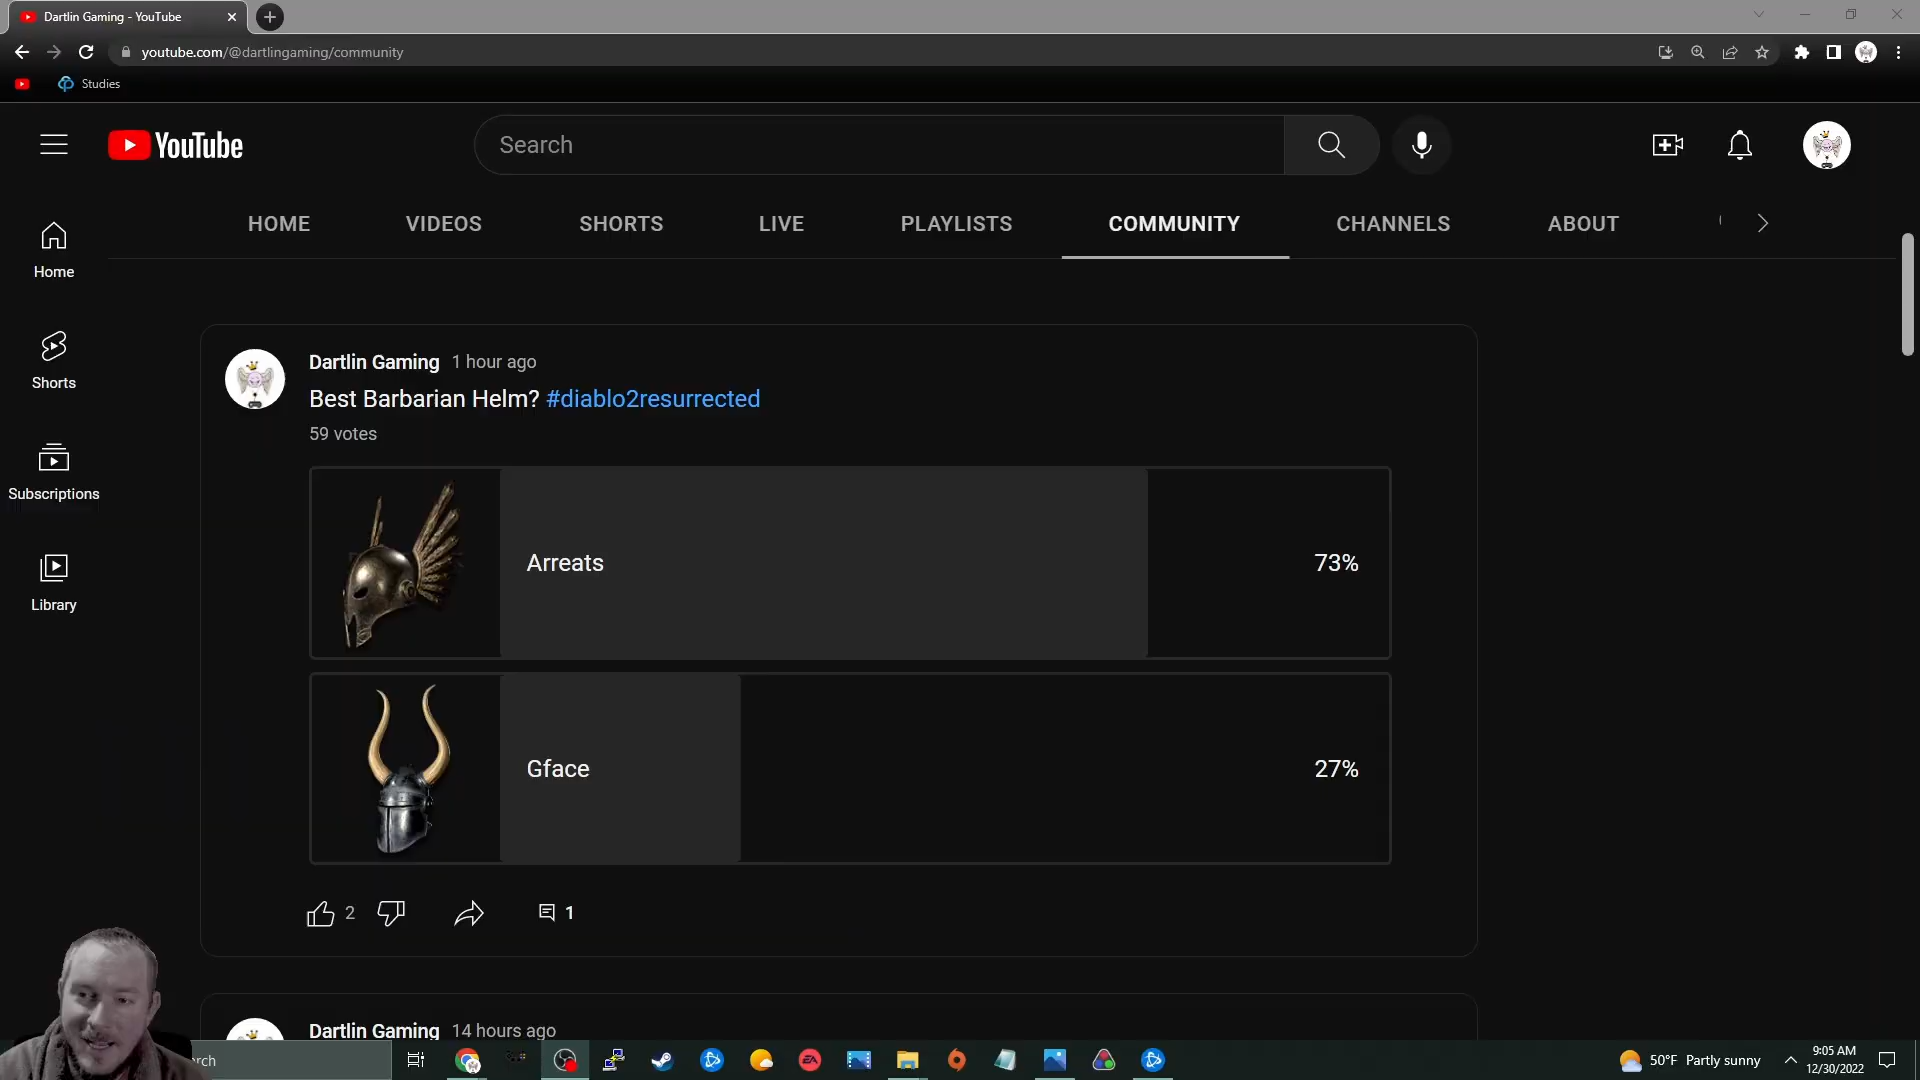 Dartlin Gaming - YouTube
youtube.com/@dartlingaming/community
Studies
YouTube
Search
HOME VIDEOS SHORTS LIVE PLAYLISTS COMMUNITY CHANNELS ABOUT
Home
Shorts
Subscriptions
Library
Dartlin Gaming 1 hour ago
Best Barbarian Helm? #diablo2resurrected
59 votes
Arreats 73%
Gface 27%
2 1
Dartlin Gaming 14 hours ago
rch
EA
50°F Partly sunny
9:05 AM
12/30/2022